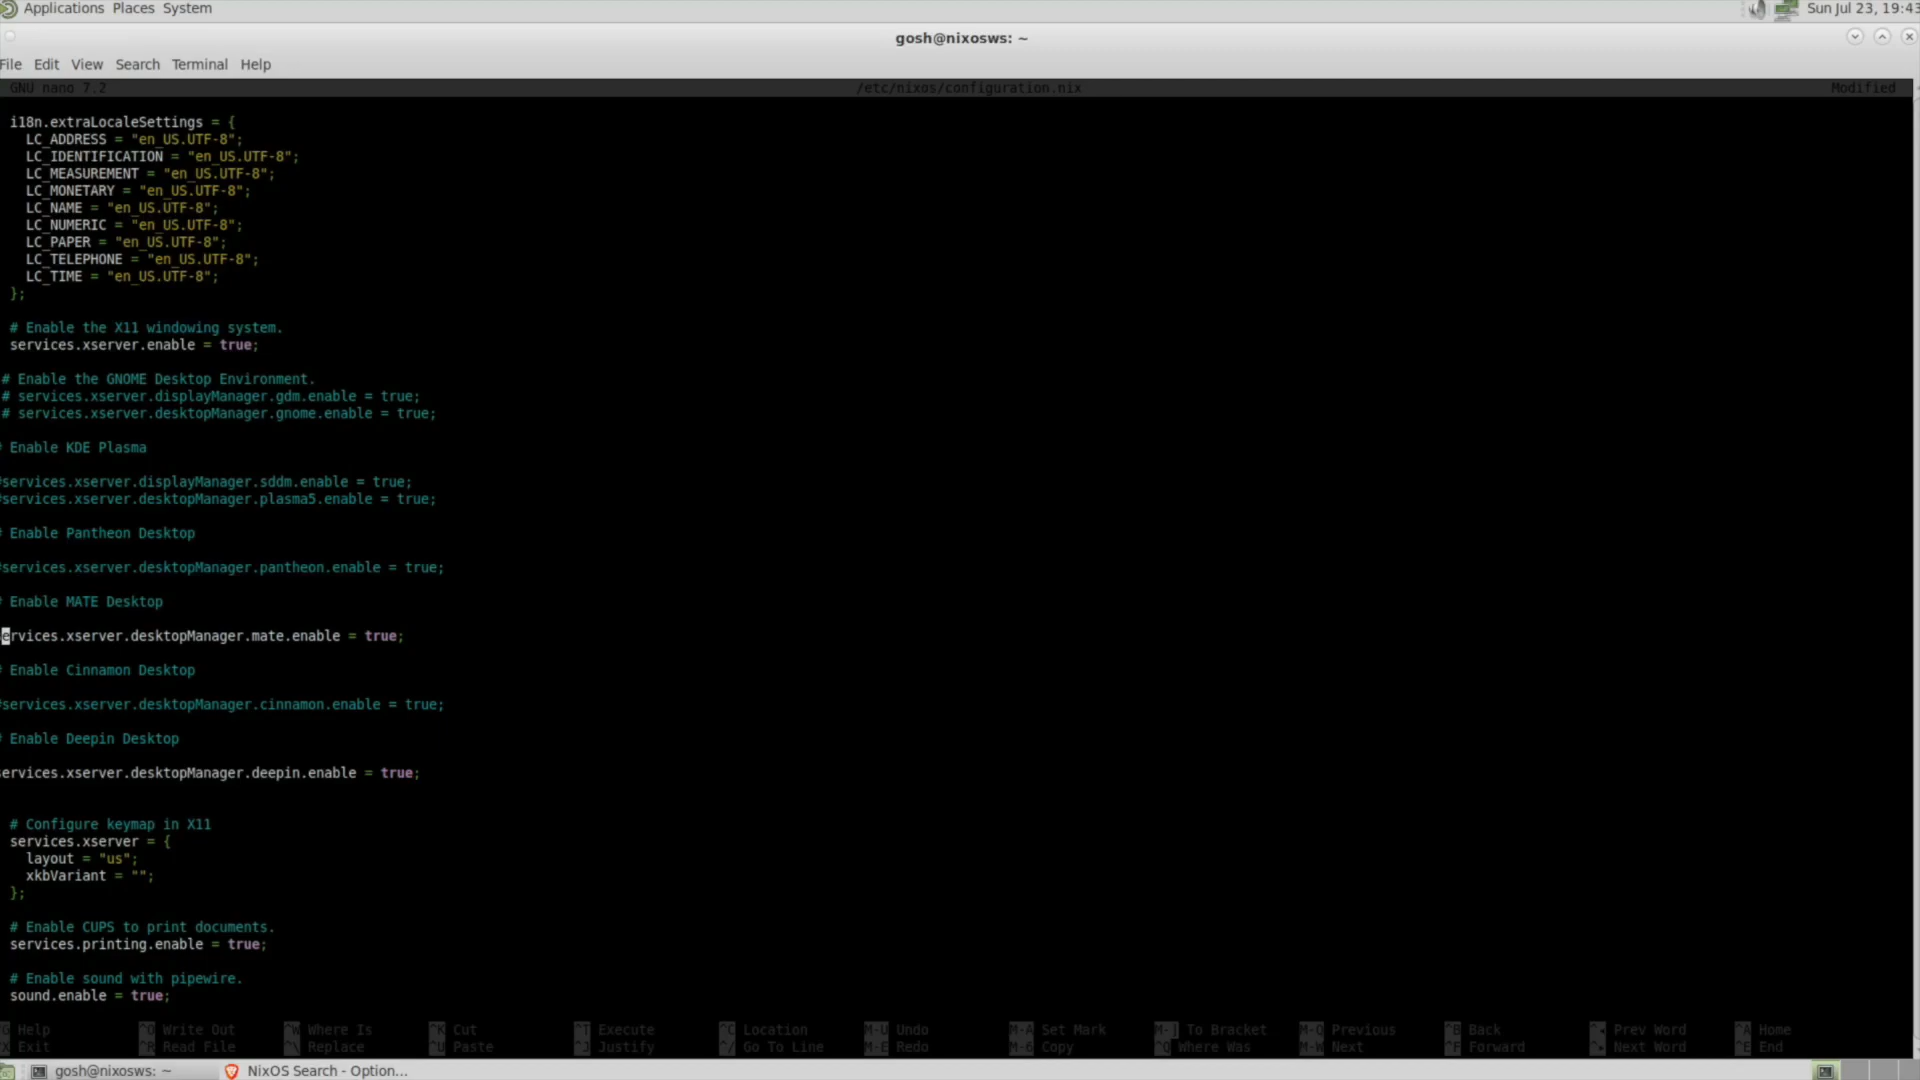 Applications Places System
Sun Jul 23, 19:43
gosh@nixosws: ~
File Edit View Search Terminal Help
GNU nano 7.2 /etc/nixos/configuration.nix Modified
i18n.extraLocaleSettings = {
LC_ADDRESS = "en_US.UTF-8";
LC_IDENTIFICATION = "en_US.UTF-8";
LC_MEASUREMENT = "en_US.UTF-8";
LC_MONETARY = "en_US.UTF-8";
LC_NAME = "en_US.UTF-8";
LC_NUMERIC = "en_US.UTF-8";
LC_PAPER = "en_US.UTF-8";
LC_TELEPHONE = "en_US.UTF-8";
LC_TIME = "en_US.UTF-8";
};
# Enable the X11 windowing system.
services.xserver.enable = true;
# Enable the GNOME Desktop Environment.
# services.xserver.displayManager.gdm.enable = true;
# services.xserver.desktopManager.gnome.enable = true;
# Enable KDE Plasma
#services.xserver.displayManager.sddm.enable = true;
#services.xserver.desktopManager.plasma5.enable = true;
# Enable Pantheon Desktop
#services.xserver.desktopManager.pantheon.enable = true;
# Enable MATE Desktop
ervices.xserver.desktopManager.mate.enable = true;
# Enable Cinnamon Desktop
#services.xserver.desktopManager.cinnamon.enable = true;
# Enable Deepin Desktop
services.xserver.desktopManager.deepin.enable = true;
# Configure keymap in X11
services.xserver = {
layout = "us";
xkbVariant = "";
};
# Enable CUPS to print documents.
services.printing.enable = true;
# Enable sound with pipewire.
sound.enable = true;
^G Help ^O Write Out ^W Where Is ^K Cut ^T Execute ^C Location M-U Undo M-A Set Mark M-] To Bracket M-Q Previous ^B Back ^◂ Prev Word ^A Home
^X Exit ^R Read File ^\ Replace ^U Paste ^J Justify ^/ Go To Line M-E Redo M-6 Copy ^Q Where Was M-W Next ^F Forward ^▸ Next Word ^E End
gosh@nixosws: ~ NixOS Search - Option...